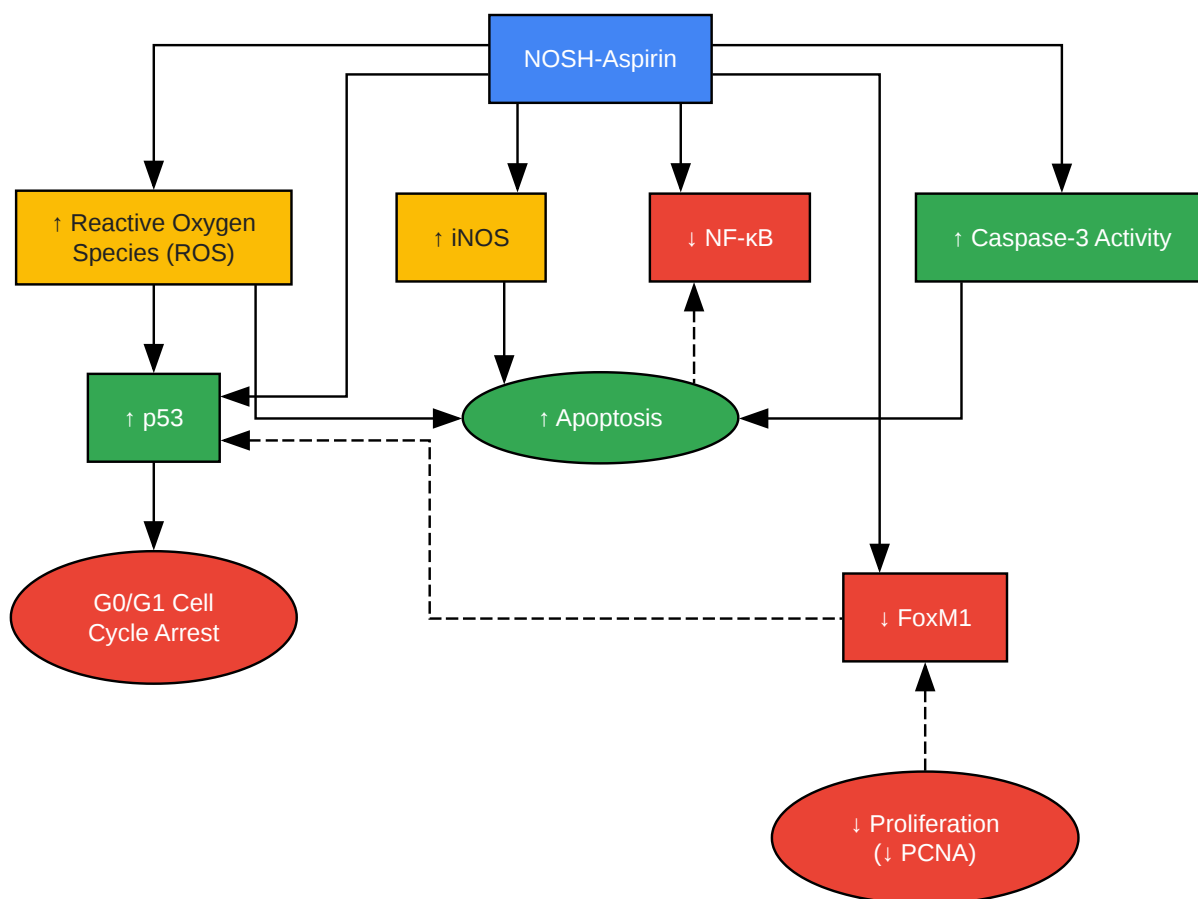 NOSH-Aspirin
↑ Reactive Oxygen
Species (ROS)
↑ iNOS
↓ NF-κB
↑ Caspase-3 Activity
↑ p53
↑ Apoptosis
G0/G1 Cell
Cycle Arrest
↓ FoxM1
↓ Proliferation
(↓ PCNA)